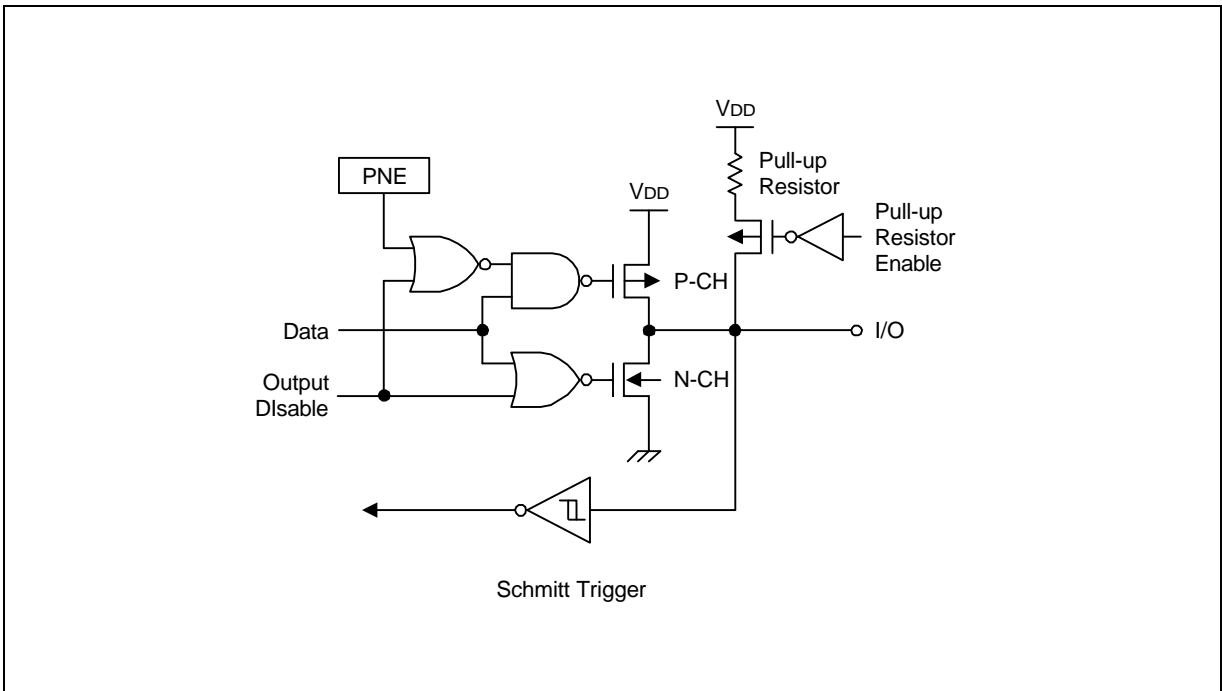 VDD
Pull-up
Resistor
PNE
VDD
Pull-up
Resistor
Enable
P-CH
Data
I/O
Output
DIsable
N-CH
Schmitt Trigger